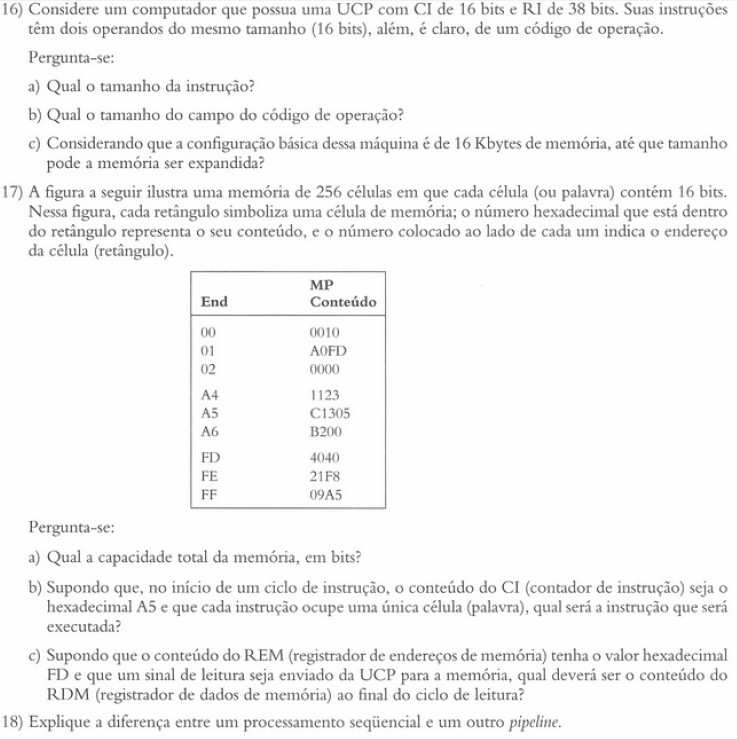 16) Considere um computador que possua uma UCP com CI de 16 bits e RI de 38 bits. Suas instruções
têm dois operandos do mesmo tamanho (16 bits), além, é claro, de um código de operação.
Pergunta-se:
a) Qual o tamanho da instrução?
b) Qual o tamanho do campo do código de operação?
c) Considerando que a configuração básica dessa máquina é de 16 Kbytes de memória, até que tamanho
pode a memória ser expandida?
17) A figura a seguir ilustra uma memória de 256 células em que cada célula (ou palavra) contém 16 bits.
Nessa figura, cada retângulo simboliza uma célula de memória; o número hexadecimal que está dentro
do retângulo representa o seu conteúdo, e o número colocado ao lado de cada um indica o endereço
da célula (retângulo).
MP
End Conteúdo
00 0010
01 A0FD
02 0000
A4 1123
A5 C1305
A6 B200
FD 4040
FE 21F8
FF 09A5
Pergunta-se:
a) Qual a capacidade total da memória, em bits?
b) Supondo que, no início de um ciclo de instrução, o conteúdo do CI (contador de instrução) seja o
hexadecimal A5 e que cada instrução ocupe uma única célula (palavra), qual será a instrução que será
executada?
c) Supondo que o conteúdo do REM (registrador de endereços de memória) tenha o valor hexadecimal
FD e que um sinal de leitura seja enviado da UCP para a memória, qual deverá ser o conteúdo do
RDM (registrador de dados de memória) ao final do ciclo de leitura?
18) Explique a diferença entre um processamento seqüencial e um outro pipeline.